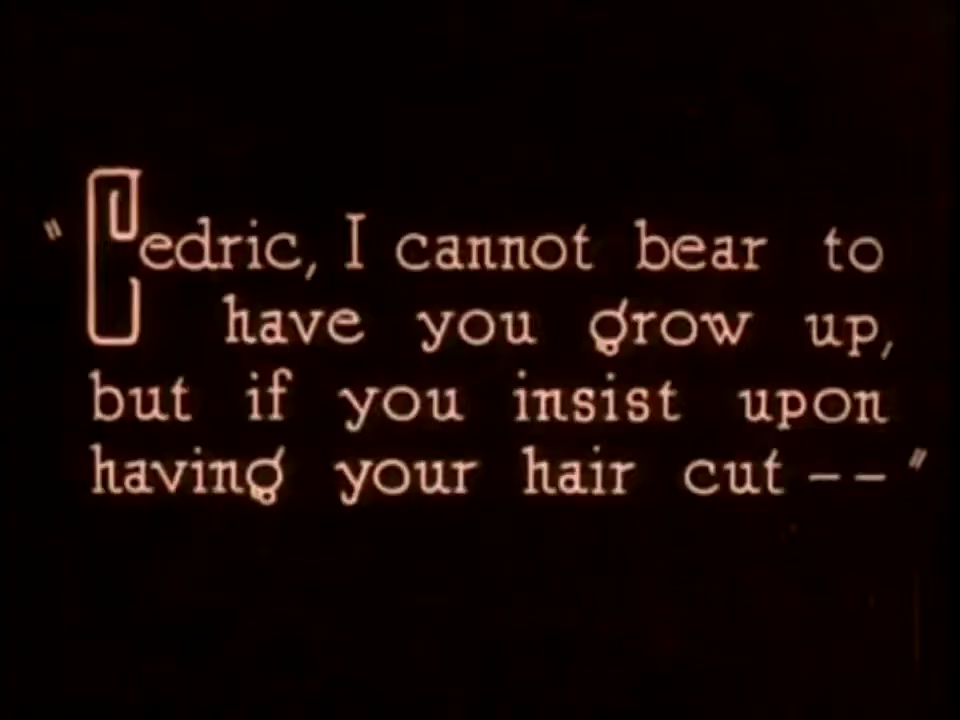 "Cedric, I cannot bear to
have you grow up,
but if you insist upon
having your hair cut -- "